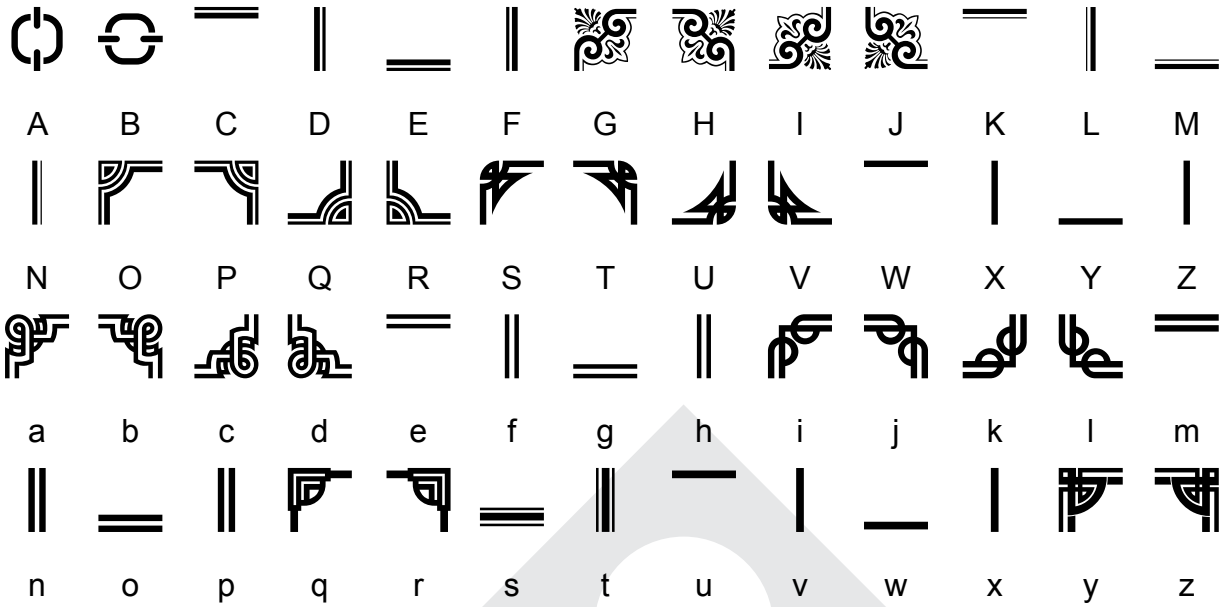 A B C D E F G H I J K L M
N O P Q R S T U V W X Y Z
a b c d e f g h i j k l m
n o p q r s t u v w x y z